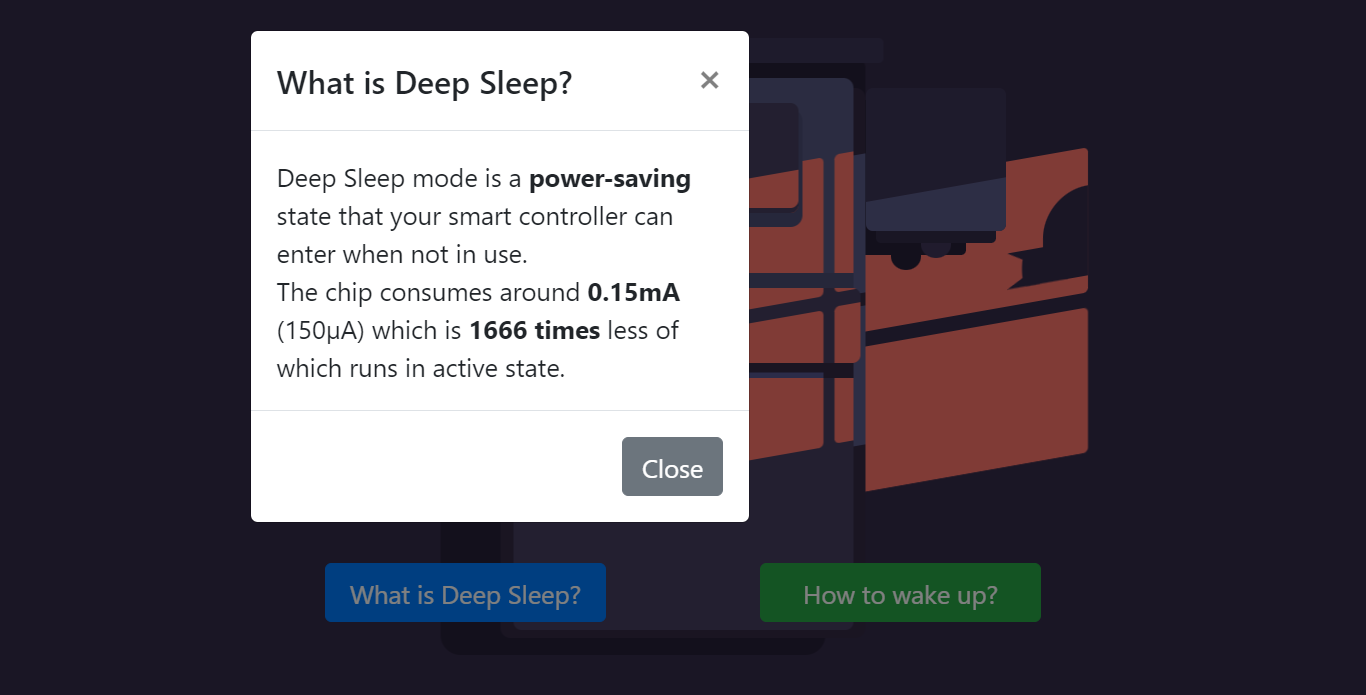 What is Deep Sleep? ×
Deep Sleep mode is a power-saving
state that your smart controller can
enter when not in use.
The chip consumes around 0.15mA
(150µA) which is 1666 times less of
which runs in active state.
Close
What is Deep Sleep?
How to wake up?